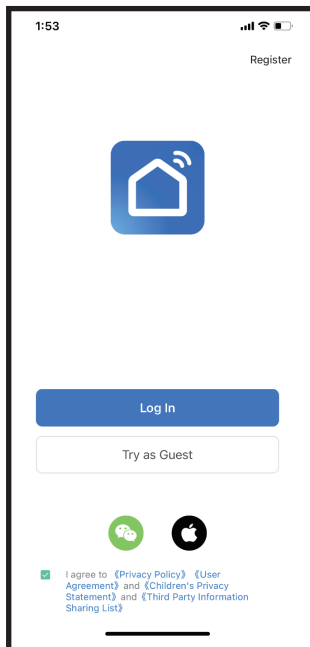 1:53
Register
Log In
Try as Guest
I agree to 《Privacy Policy》 《User
Agreement》 and 《Children's Privacy
Statement》 and 《Third Party Information
Sharing List》